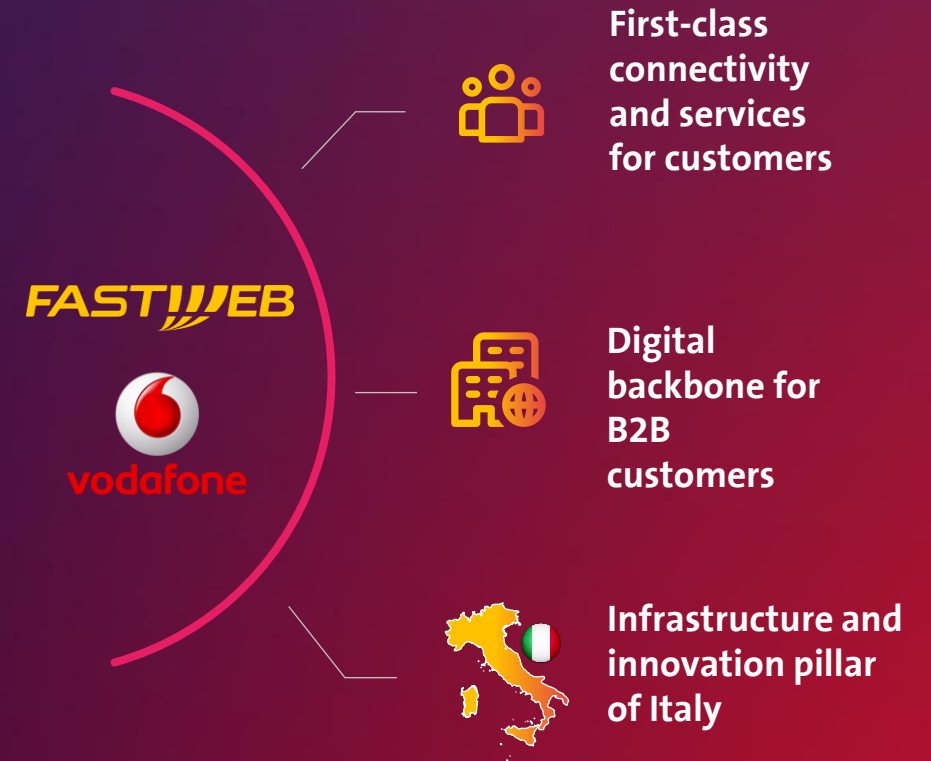 First-class
connectivity
and services
for customers
FASTWEB
vodafone
Digital
backbone for
B2B
customers
Infrastructure and
innovation pillar
of Italy